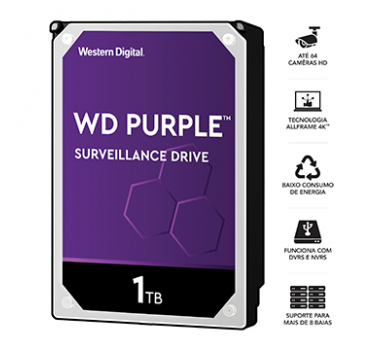 Western Digital.
WD PURPLE™
SURVEILLANCE DRIVE
1TB
ATÉ 64
CAMÊRAS HD
TECNOLOGIA
ALLFRAME 4K™
BAIXO CONSUMO
DE ENERGIA
FUNCIONA COM
DVRS E NVRS
SUPORTE PARA
MAIS DE 8 BAIAS